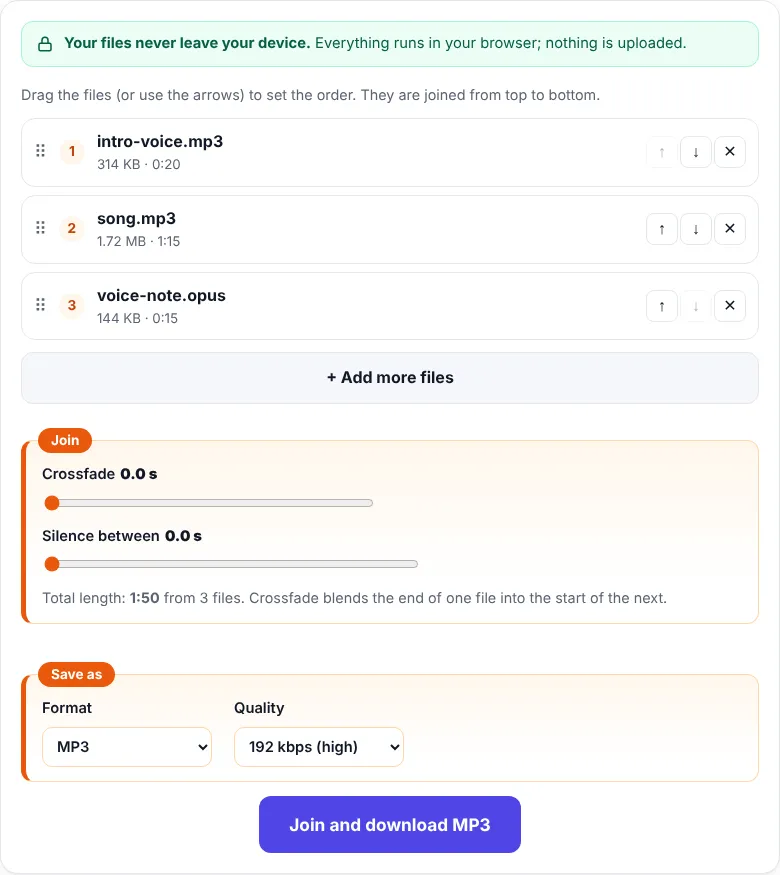 Your files never leave your device. Everything runs in your browser; nothing is uploaded.
Drag the files (or use the arrows) to set the order. They are joined from top to bottom.
1
intro-voice.mp3
314 KB · 0:20
↑ ↓ ✕
2
song.mp3
1.72 MB · 1:15
↑ ↓ ✕
3
voice-note.opus
144 KB · 0:15
↑ ↓ ✕
+ Add more files
Join
Crossfade 0.0 s
Silence between 0.0 s
Total length: 1:50 from 3 files. Crossfade blends the end of one file into the start of the next.
Save as
Format Quality
MP3 192 kbps (high)
Join and download MP3